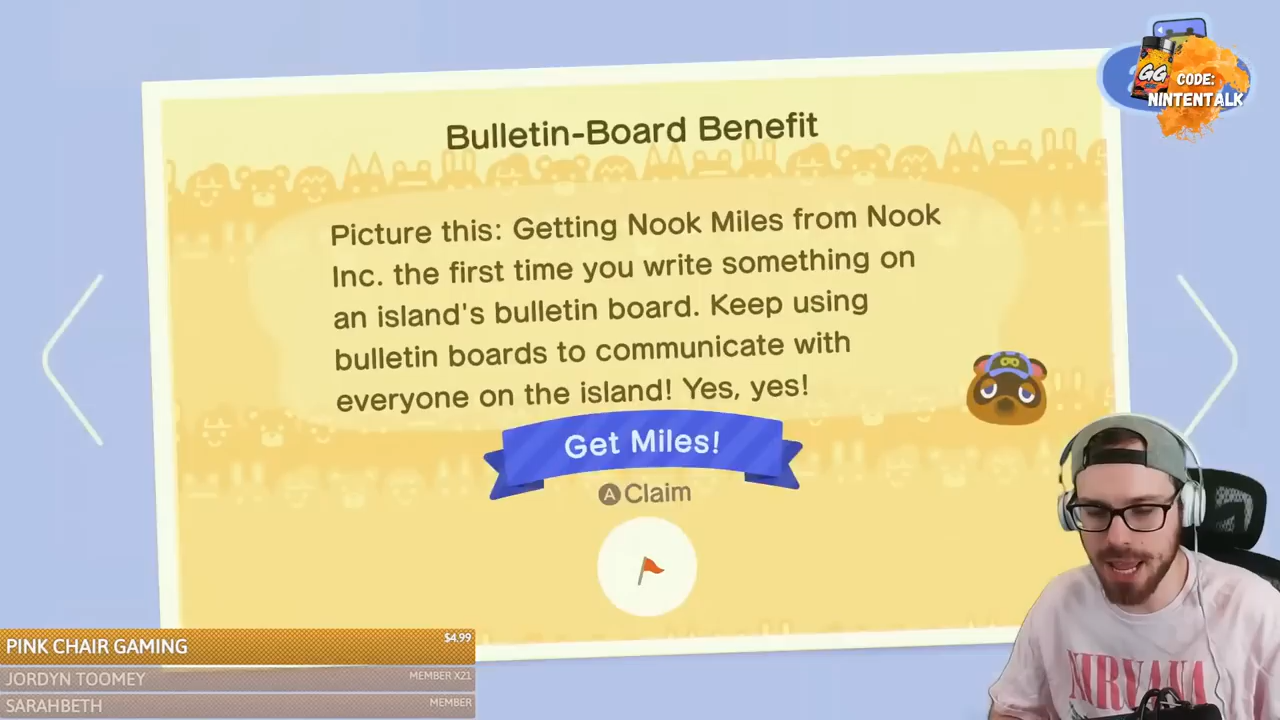 GG
CODE:
NINTENTALK
Bulletin-Board Benefit
Picture this: Getting Nook Miles from Nook
Inc. the first time you write something on
an island's bulletin board. Keep using
bulletin boards to communicate with
everyone on the island! Yes, yes!
Get Miles!
A Claim
PINK CHAIR GAMING $4.99
JORDYN TOOMEY MEMBER X21
SARAHBETH MEMBER
NIRVANA